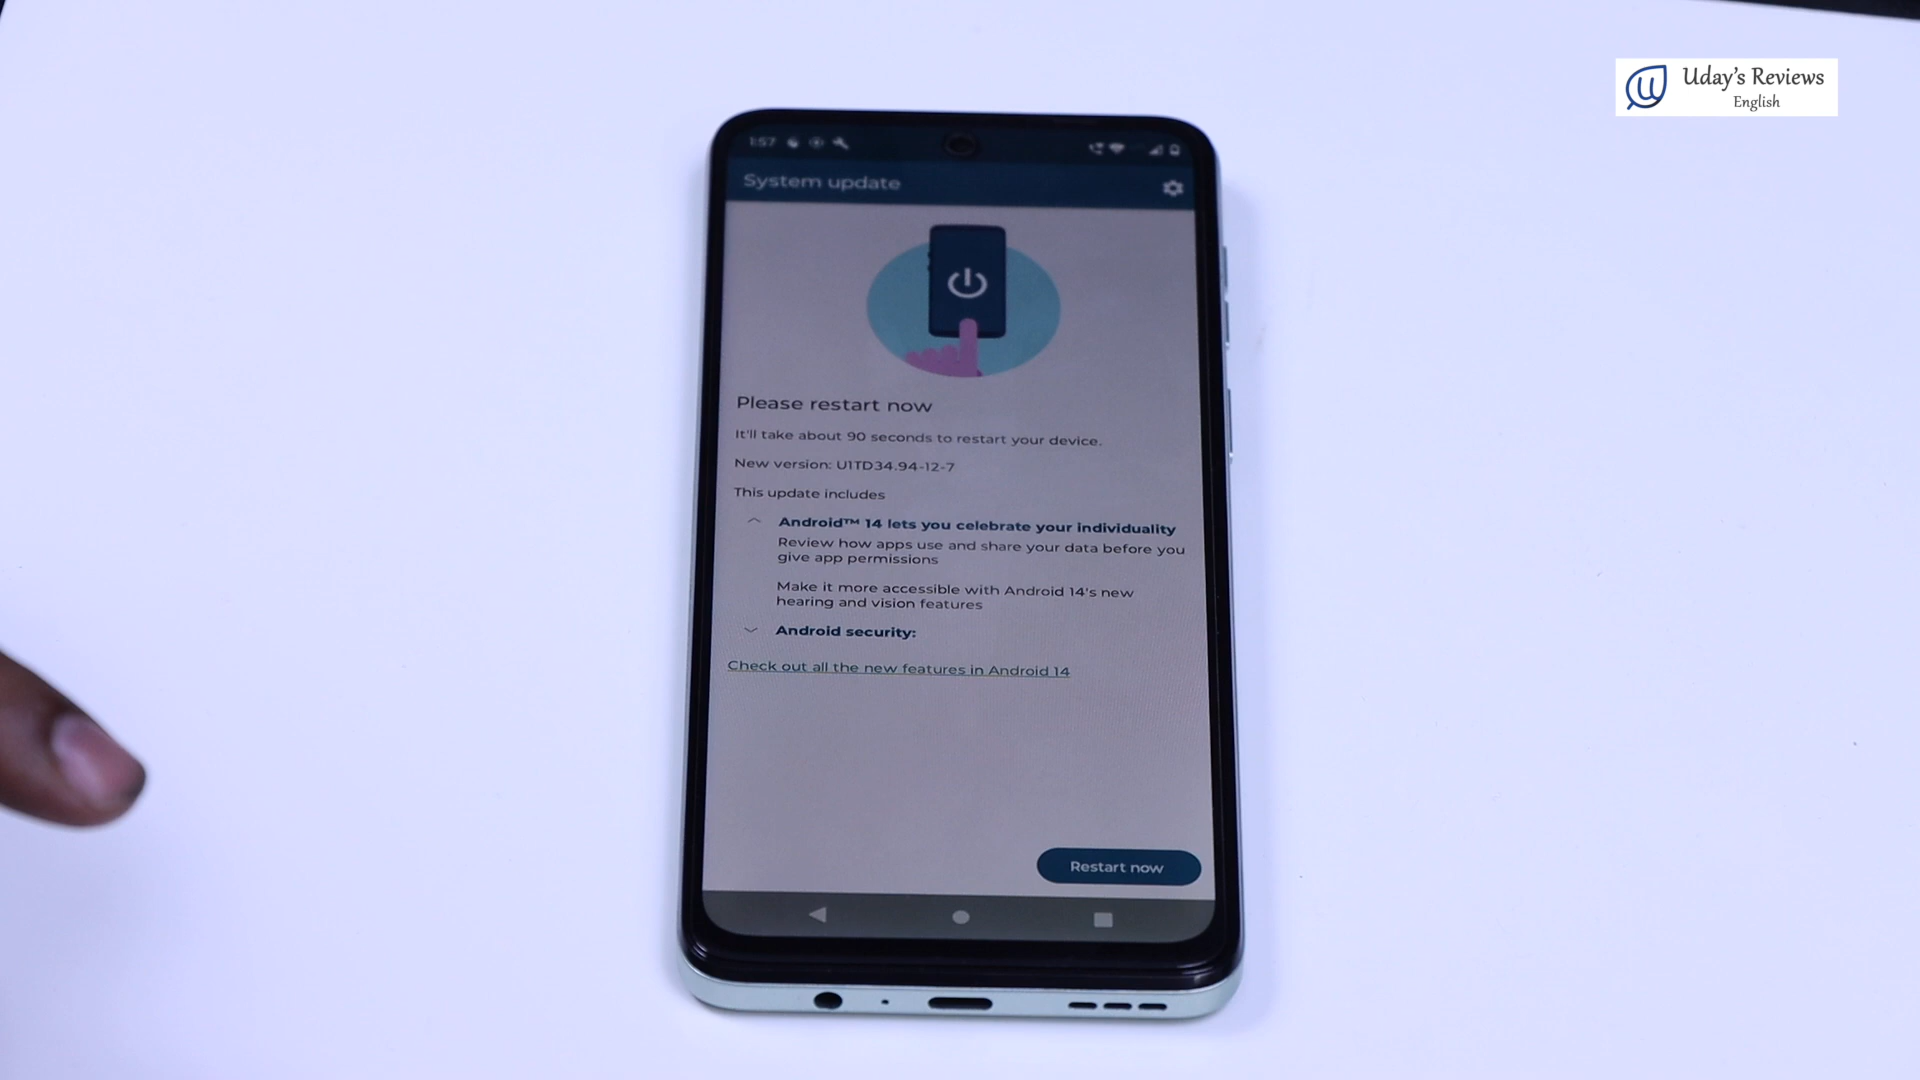 Uday's Reviews
English
1:57
System update
Please restart now
It'll take about 90 seconds to restart your device.
New version: U1TD34.94-12-7
This update includes
Android™ 14 lets you celebrate your individuality
Review how apps use and share your data before you
give app permissions
Make it more accessible with Android 14's new
hearing and vision features
Android security:
Check out all the new features in Android 14
Restart now